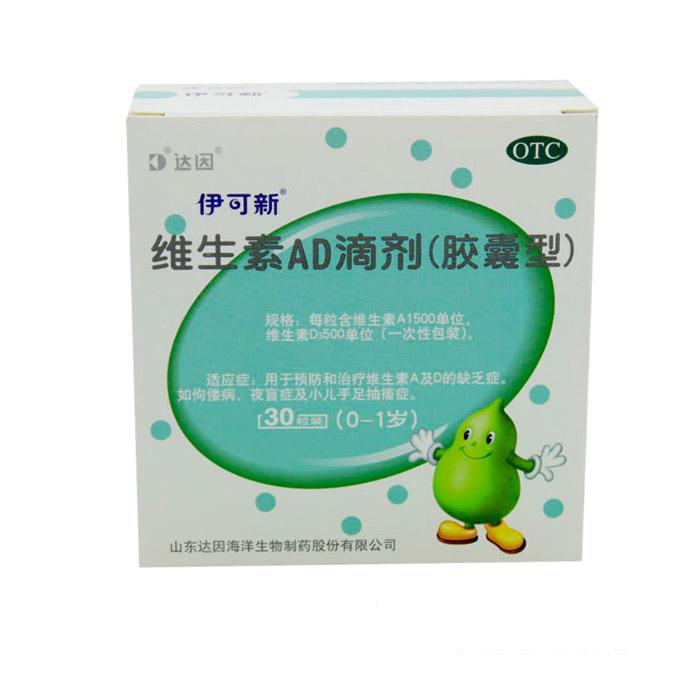 伊可新
达因®
OTC
伊可新®
维生素AD滴剂(胶囊型)
规格：每粒含维生素A1500单位，
维生素D₃500单位（一次性包装）。
适应症：用于预防和治疗维生素A及D的缺乏症。
如佝偻病、夜盲症及小儿手足抽搐症。
30粒装 (0-1岁)
山东达因海洋生物制药股份有限公司